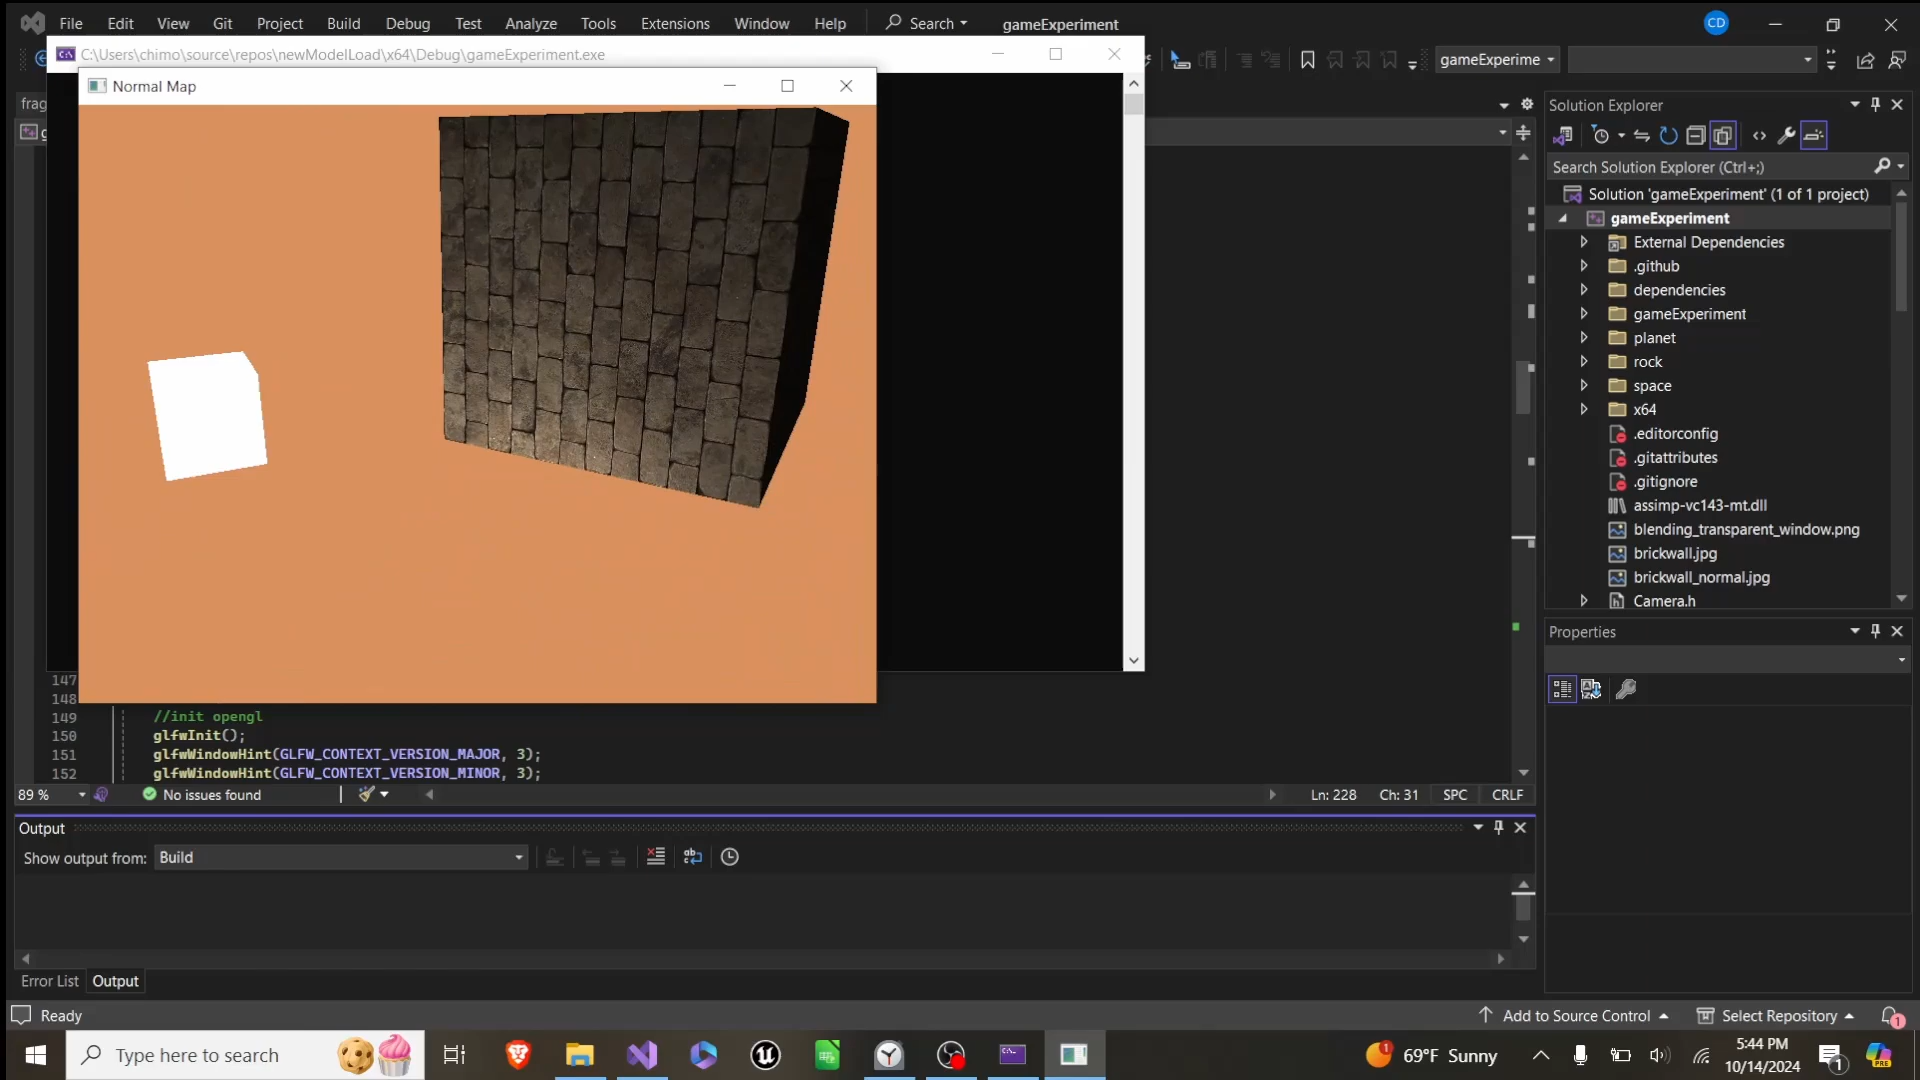 File Edit View Git Project Build Debug Test Analyze Tools Extensions Window Help Search gameExperiment CD
C:\Users\chimo\source\repos\newModelLoad\x64\Debug\gameExperiment.exe
gameExperime
Normal Map
frag
g
Solution Explorer
Search Solution Explorer (Ctrl+;)
Solution 'gameExperiment' (1 of 1 project)
gameExperiment
External Dependencies
.github
dependencies
gameExperiment
planet
rock
space
x64
.editorconfig
.gitattributes
.gitignore
assimp-vc143-mt.dll
blending_transparent_window.png
brickwall.jpg
brickwall_normal.jpg
Camera.h
Properties
147
148
149 //init opengl
150 glfwInit();
151 glfwWindowHint(GLFW_CONTEXT_VERSION_MAJOR, 3);
152 glfwWindowHint(GLFW_CONTEXT_VERSION_MINOR, 3);
89 % No issues found Ln: 228 Ch: 31 SPC CRLF
Output
Show output from: Build
Error List Output
Ready Add to Source Control Select Repository 1
Type here to search 1 69°F Sunny 5:44 PM
10/14/2024 1 PRE